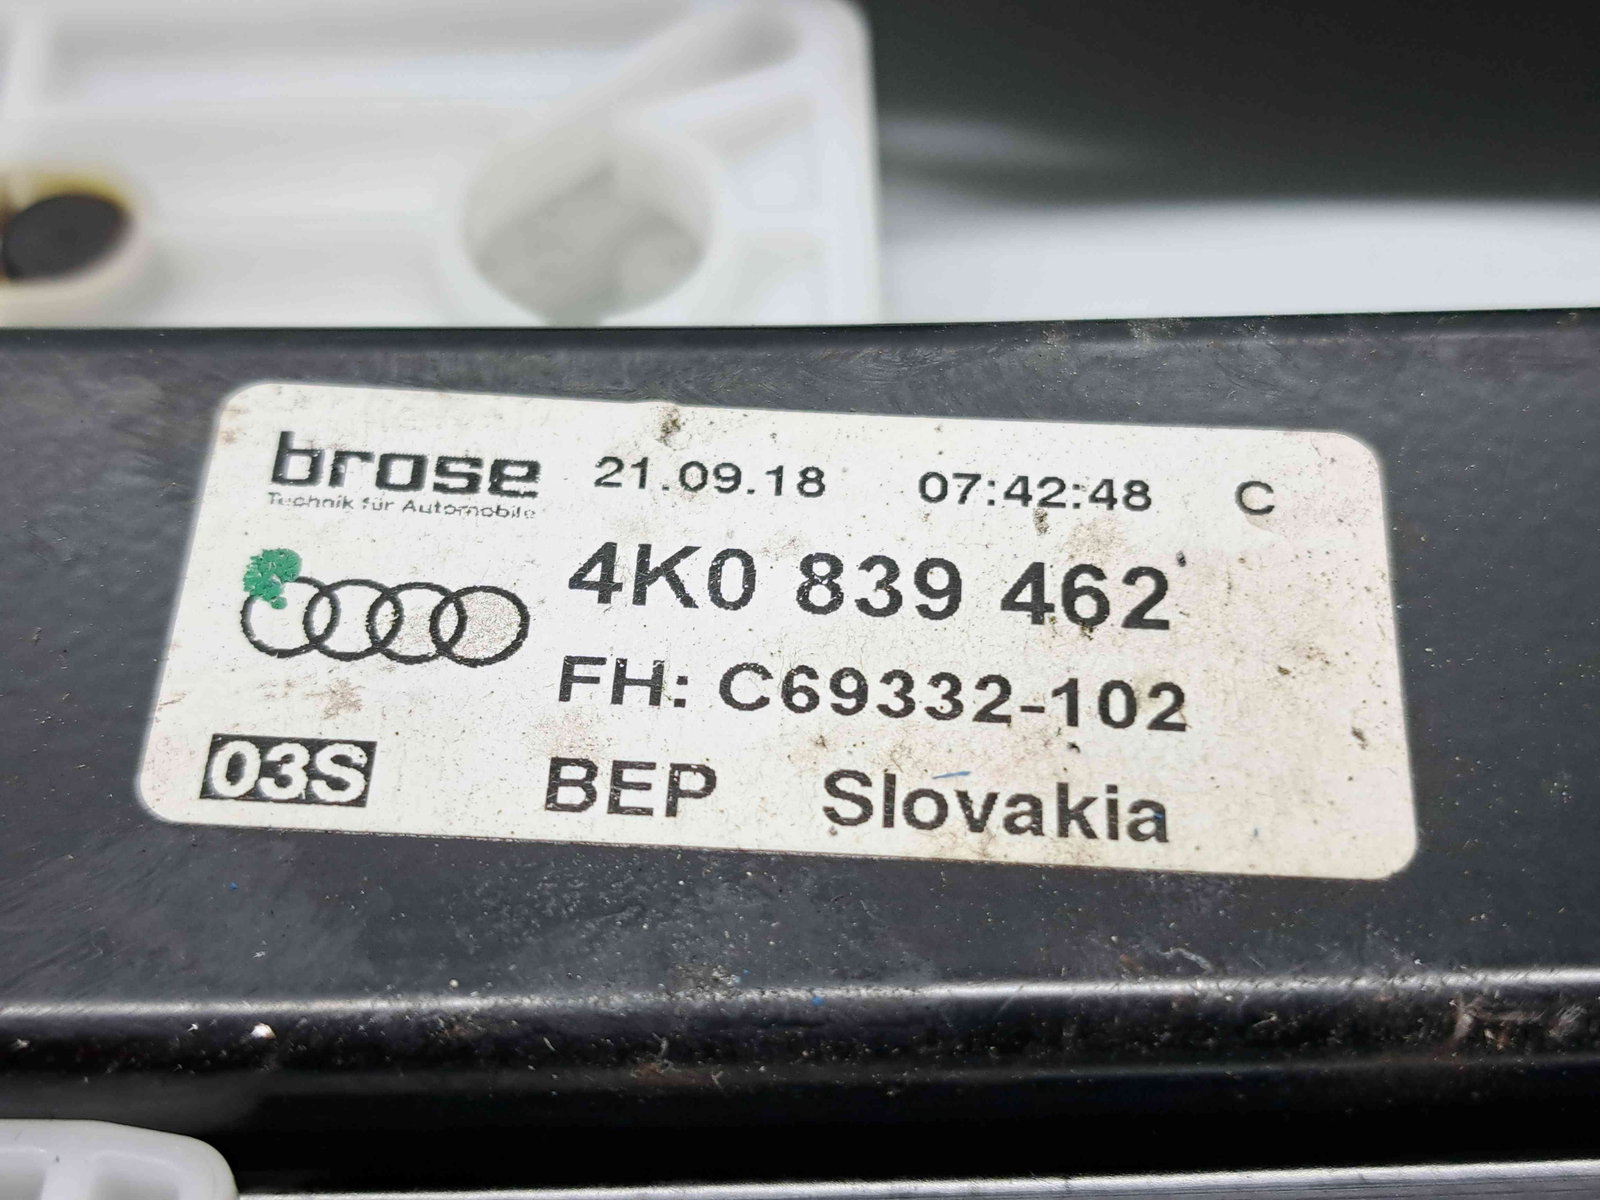 brose 21.09.18 07:42:48 C
Technik für Automobile
4K0 839 462
FH: C69332-102
03S BEP Slovakia